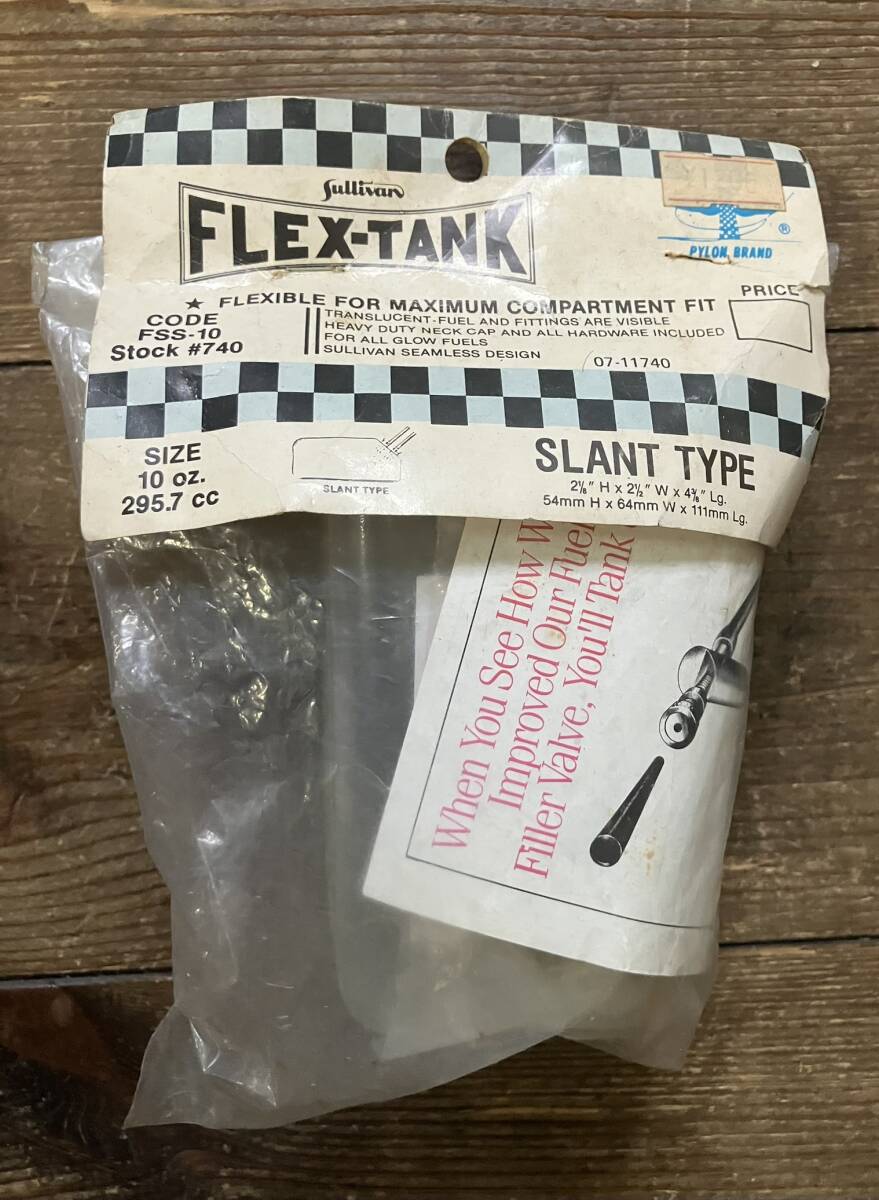 Sullivan
FLEX-TANK
®
PYLON BRAND
PRICE
★ FLEXIBLE FOR MAXIMUM COMPARTMENT FIT
CODE
FSS-10
Stock #740
TRANSLUCENT-FUEL AND FITTINGS ARE VISIBLE
HEAVY DUTY NECK CAP AND ALL HARDWARE INCLUDED
FOR ALL GLOW FUELS
SULLIVAN SEAMLESS DESIGN
07-11740
SIZE
10 oz.
295.7 cc
SLANT TYPE
SLANT TYPE
2⅛" H x 2½" W x 4⅜" Lg.
54mm H x 64mm W x 111mm Lg.
When You See How W
Improved Our Fuel
Filler Valve, You'll Tank